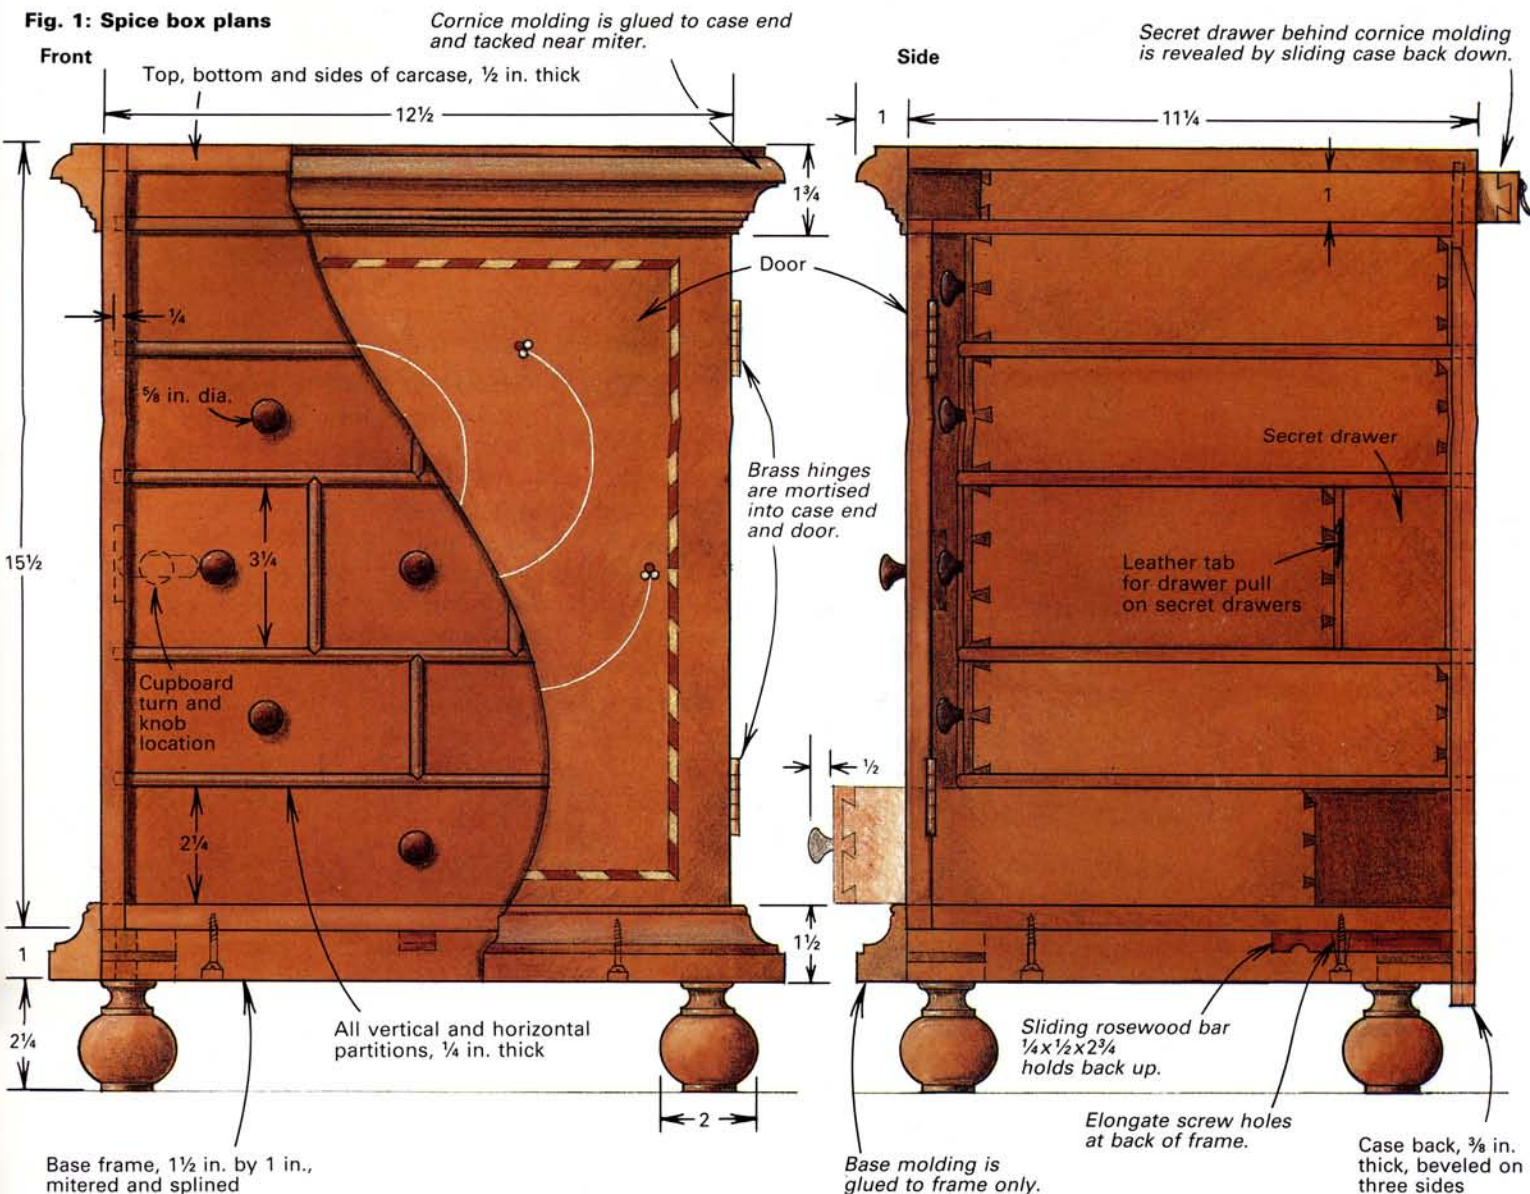 Fig. 1: Spice box plans
Front
Top, bottom and sides of carcase, ½ in. thick
Cornice molding is glued to case end
and tacked near miter.
12½
1¾
15½
¼
⅝ in. dia.
3¼
Cupboard
turn and
knob
location
2¼
1
2¼
Door
Brass hinges
are mortised
into case end
and door.
1½
2
All vertical and horizontal
partitions, ¼ in. thick
Base frame, 1½ in. by 1 in.,
mitered and splined
Side
Secret drawer behind cornice molding
is revealed by sliding case back down.
1
11¼
1
Secret drawer
Leather tab
for drawer pull
on secret drawers
½
Sliding rosewood bar
¼x½x2¾
holds back up.
Elongate screw holes
at back of frame.
Base molding is
glued to frame only.
Case back, ⅜ in.
thick, beveled on
three sides